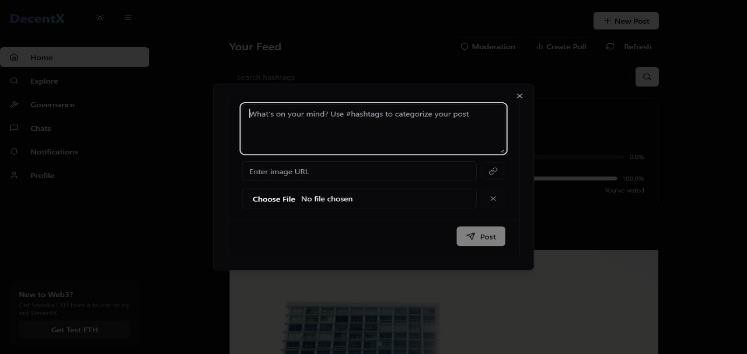 DecentX
+ New Post
Home
Your Feed
Moderation
Create Poll
Refresh
Search hashtags
Explore
Governance
Chats
Notifications
Profile
What's on your mind? Use #hashtags to categorize your post
Enter image URL
Choose File No file chosen
Post
0.0%
100.0%
You've voted
New to Web3?
Get Test FTH